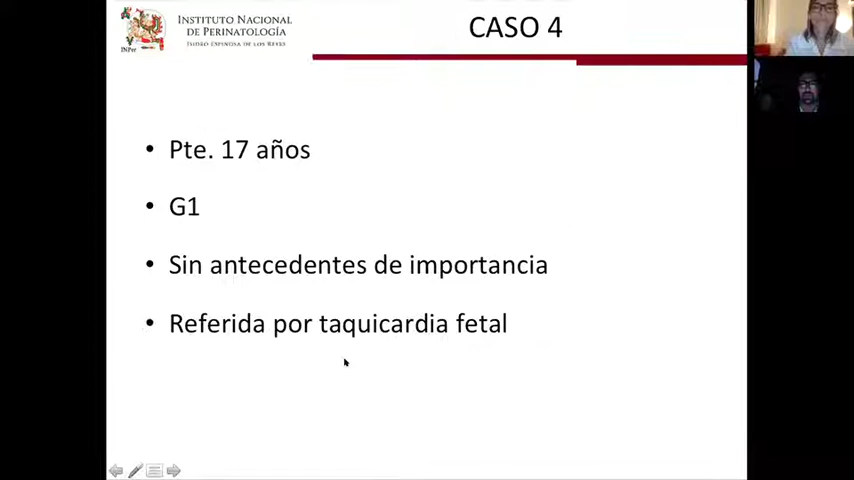 INSTITUTO NACIONAL
DE PERINATOLOGÍA
ISIDRO ESPINOSA DE LOS REYES
INPer
CASO 4
• Pte. 17 años
• G1
• Sin antecedentes de importancia
• Referida por taquicardia fetal